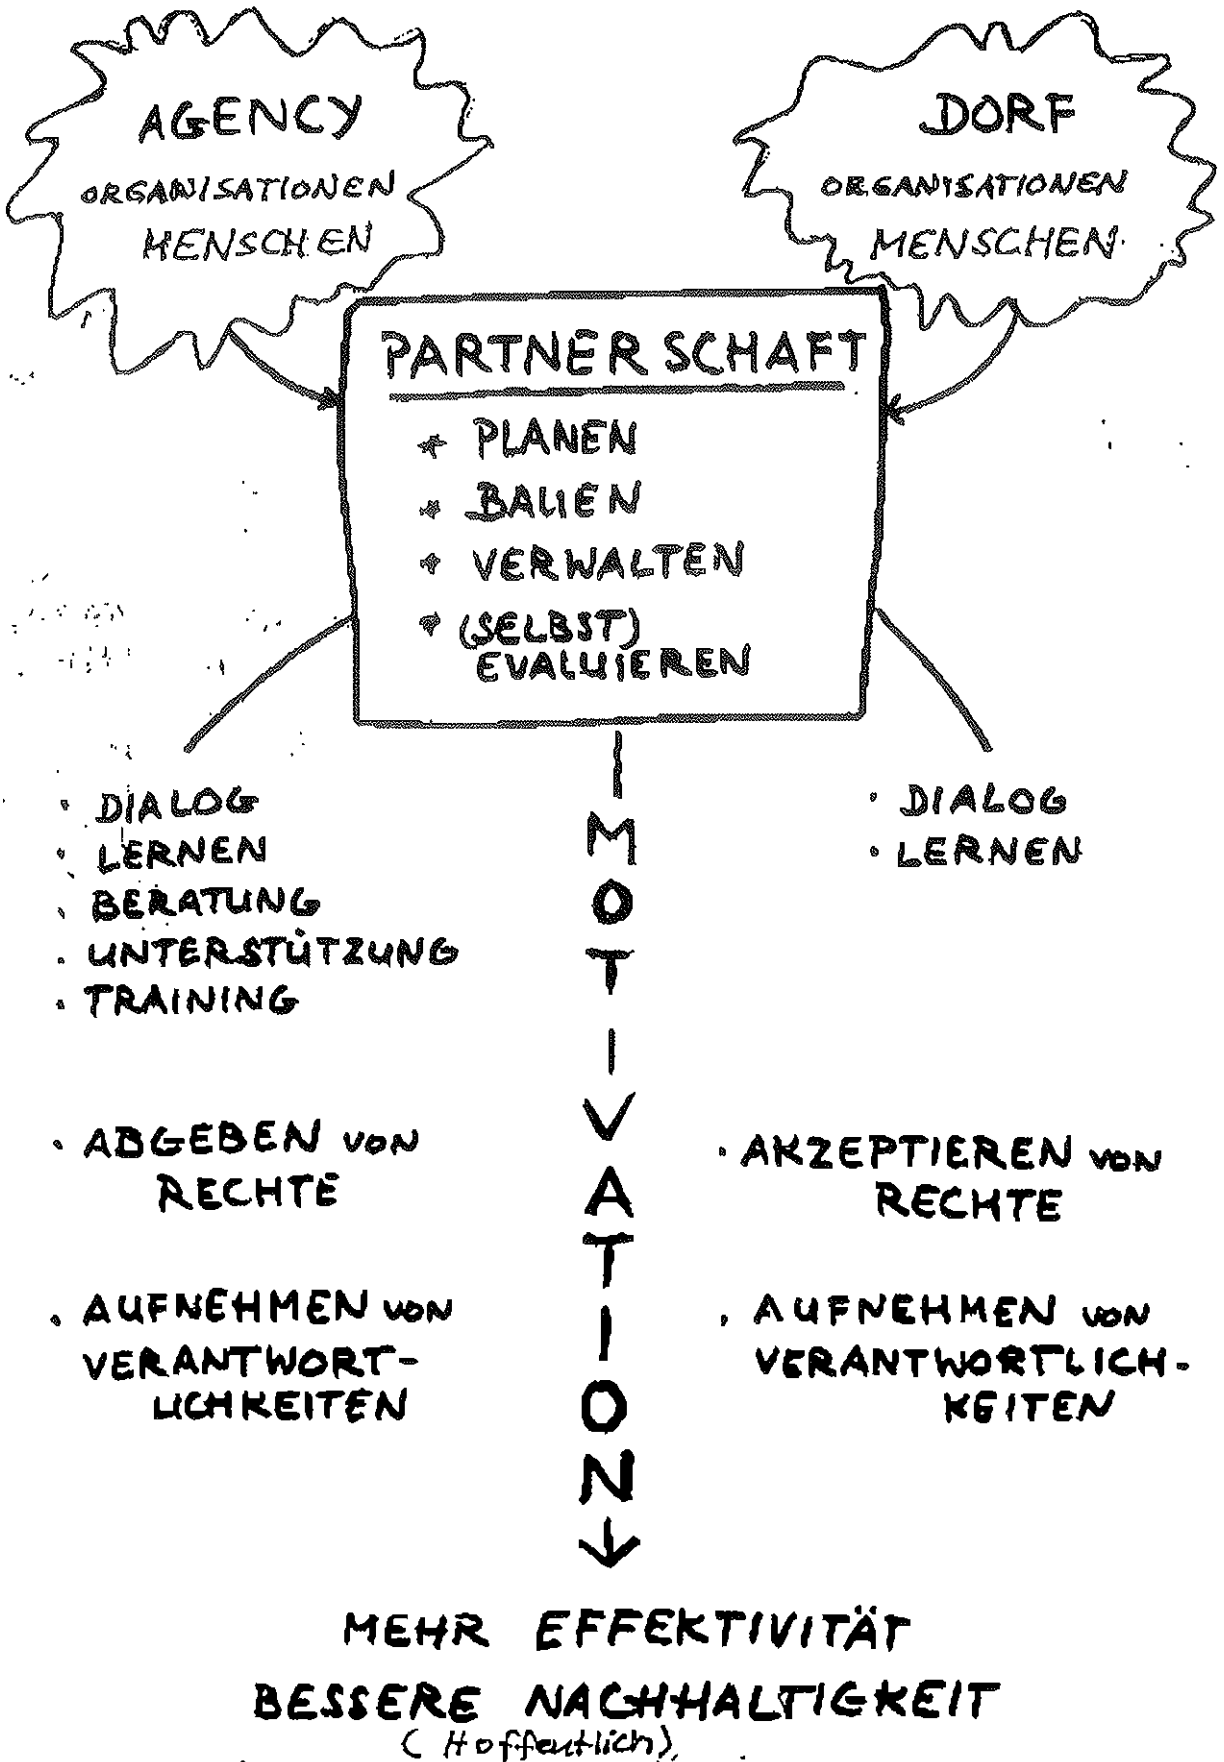 AGENCY
ORGANISATIONEN
MENSCHEN
DORF
ORGANISATIONEN
MENSCHEN
PARTNERSCHAFT
* PLANEN
* BAUEN
* VERWALTEN
* (SELBST)
EVALUIEREN
· DIALOG
· LERNEN
· BERATUNG
· UNTERSTÜTZUNG
· TRAINING
· ABGEBEN VON
RECHTE
· AUFNEHMEN VON
VERANTWORT-
LICHKEITEN
MOTIVATION
· DIALOG
· LERNEN
· AKZEPTIEREN VON
RECHTE
· AUFNEHMEN VON
VERANTWORTLICH-
KEITEN
MEHR EFFEKTIVITÄT
BESSERE NACHHALTIGKEIT
(Hoffentlich)